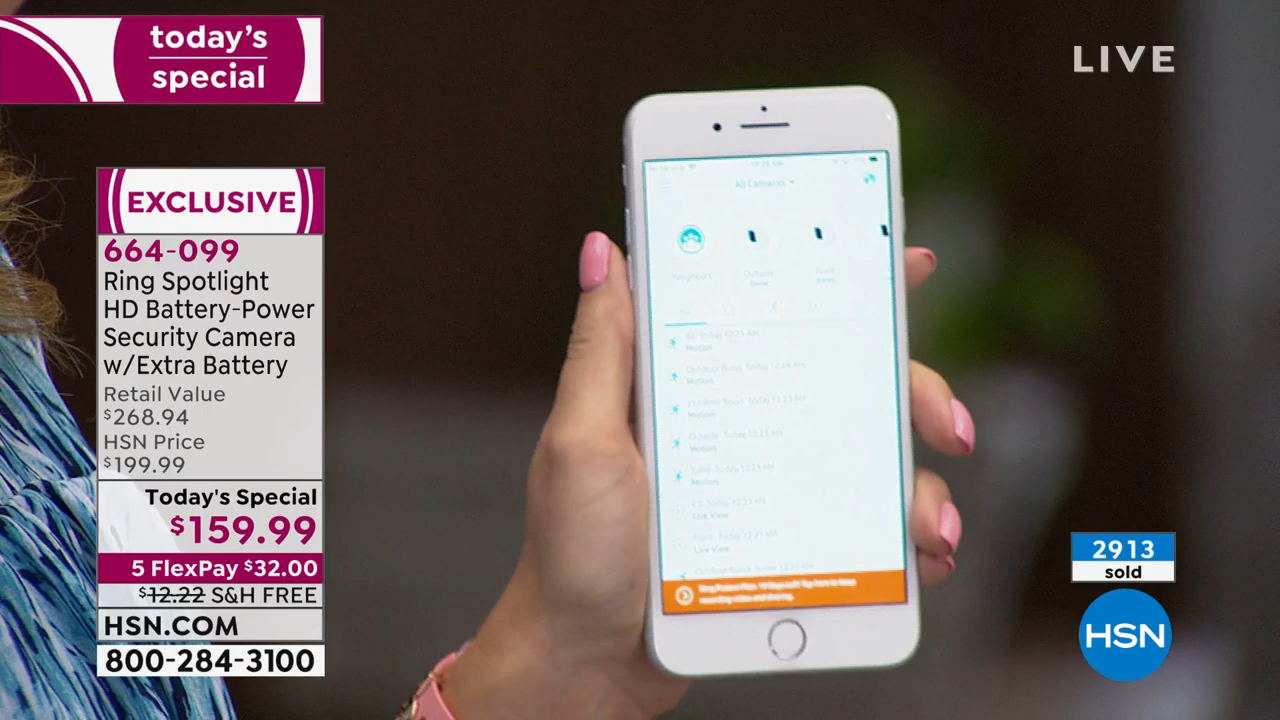 today's
special
LIVE
EXCLUSIVE
664-099
Ring Spotlight
HD Battery-Power
Security Camera
w/Extra Battery
Retail Value
$268.94
HSN Price
$199.99
Today's Special
$159.99
5 FlexPay $32.00
$12.22 S&H FREE
HSN.COM
800-284-3100
All Cameras
Neighbors
Motion
Motion
Motion
Motion
Motion
Live View
Live View
2913
sold
HSN